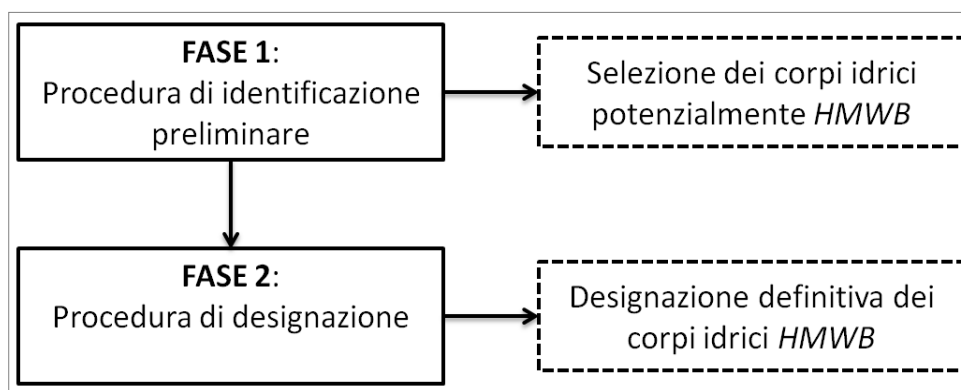 FASE 1:
Procedura di identificazione
preliminare
Selezione dei corpi idrici
potenzialmente HMWB
FASE 2:
Procedura di designazione
Designazione definitiva dei
corpi idrici HMWB